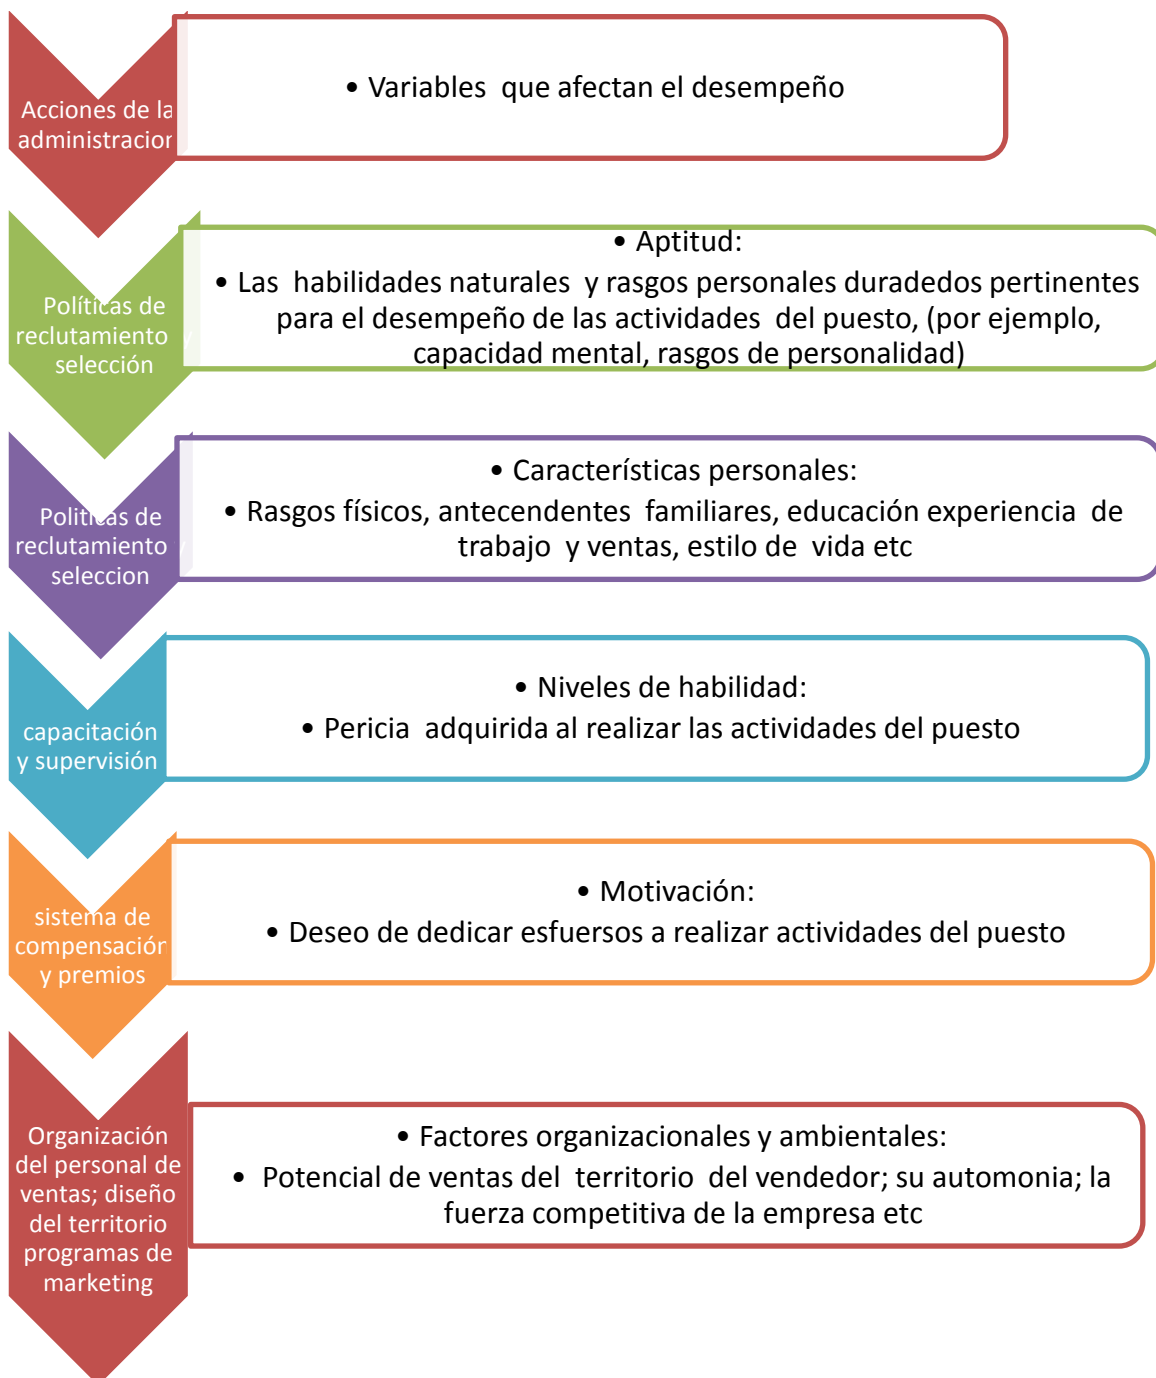 Acciones de la
administracion
• Variables que afectan el desempeño
Políticas de
reclutamiento y
selección
• Aptitud:
• Las habilidades naturales y rasgos personales duradedos pertinentes
para el desempeño de las actividades del puesto, (por ejemplo,
capacidad mental, rasgos de personalidad)
Politicas de
reclutamiento y
seleccion
• Características personales:
• Rasgos físicos, antecendentes familiares, educación experiencia de
trabajo y ventas, estilo de vida etc
capacitación
y supervisión
• Niveles de habilidad:
• Pericia adquirida al realizar las actividades del puesto
sistema de
compensación
y premios
• Motivación:
• Deseo de dedicar esfuersos a realizar actividades del puesto
Organización
del personal de
ventas; diseño
del territorio
programas de
marketing
• Factores organizacionales y ambientales:
• Potencial de ventas del territorio del vendedor; su automonia; la
fuerza competitiva de la empresa etc